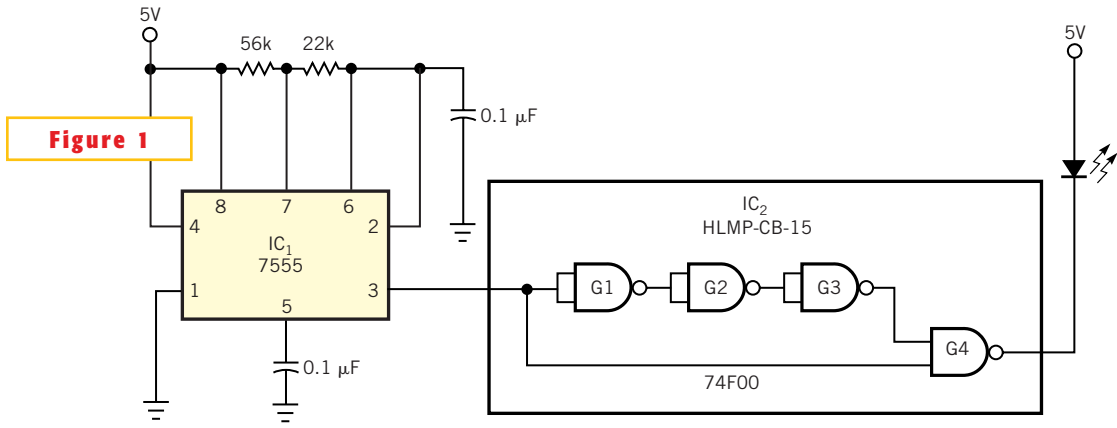 5V
56k
22k
0.1 μF
Figure 1
8
7
6
4
2
IC1
7555
1
3
5
0.1 μF
IC2
HLMP-CB-15
G1
G2
G3
G4
74F00
5V